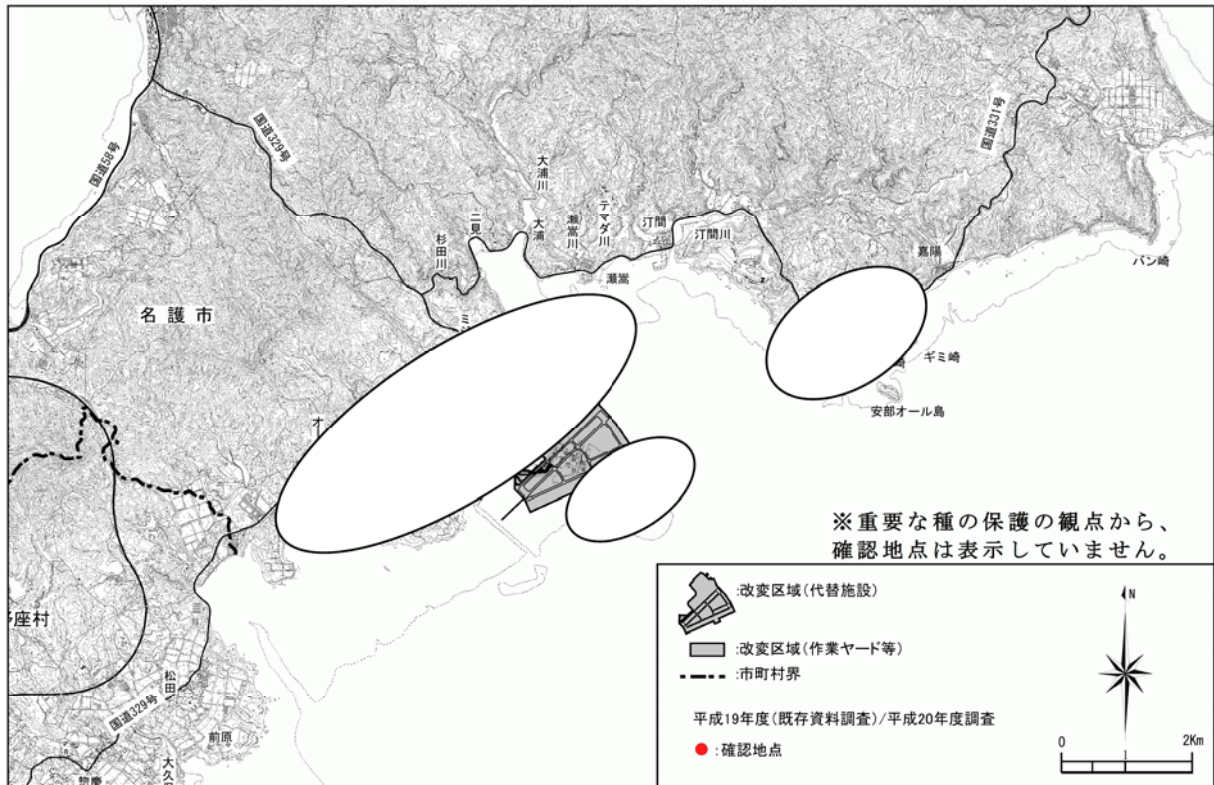 国道58号
国道329号
国道331号
大浦川
テマダ川
瀬嵩川
汀間
二見
大浦
杉田川
汀間川
嘉陽
瀬嵩
バン崎
名護市
ギミ崎
安部オール島
※重要な種の保護の観点から、
確認地点は表示していません。
:改変区域(代替施設)
:改変区域(作業ヤード等)
:市町村界
平成19年度(既存資料調査)/平成20年度調査
:確認地点
N
0 1 2Km
座村
松田
国道329号
前原
惣慶